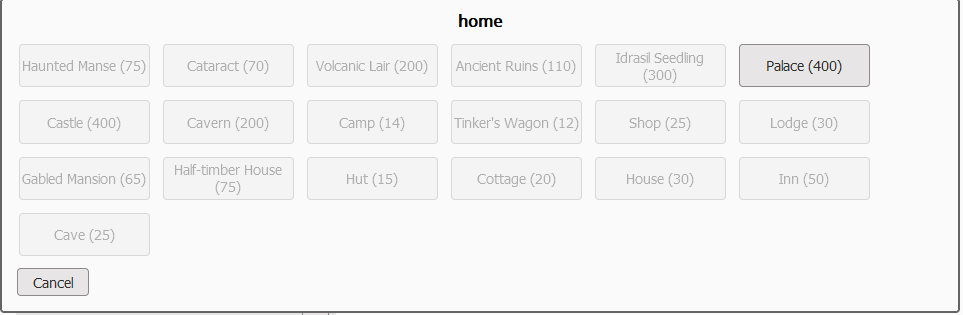 home
Haunted Manse (75)
Cataract (70)
Volcanic Lair (200)
Ancient Ruins (110)
Idrasil Seedling
(300)
Palace (400)
Castle (400)
Cavern (200)
Camp (14)
Tinker's Wagon (12)
Shop (25)
Lodge (30)
Gabled Mansion (65)
Half-timber House
(75)
Hut (15)
Cottage (20)
House (30)
Inn (50)
Cave (25)
Cancel